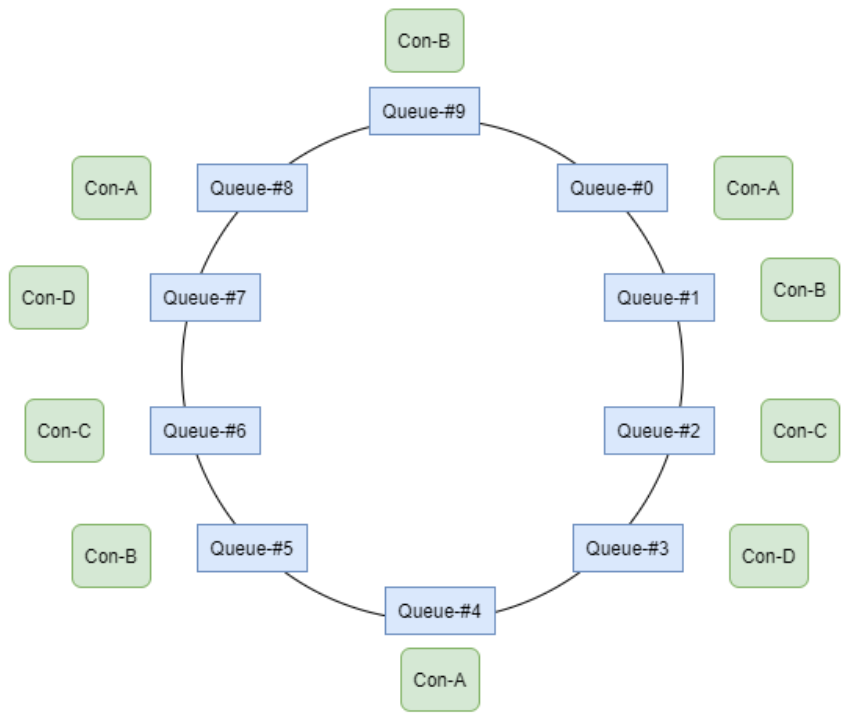 Con-B
Queue-#9
Con-A
Queue-#8
Queue-#0
Con-A
Con-D
Queue-#7
Queue-#1
Con-B
Con-C
Queue-#6
Queue-#2
Con-C
Con-B
Queue-#5
Queue-#3
Con-D
Queue-#4
Con-A